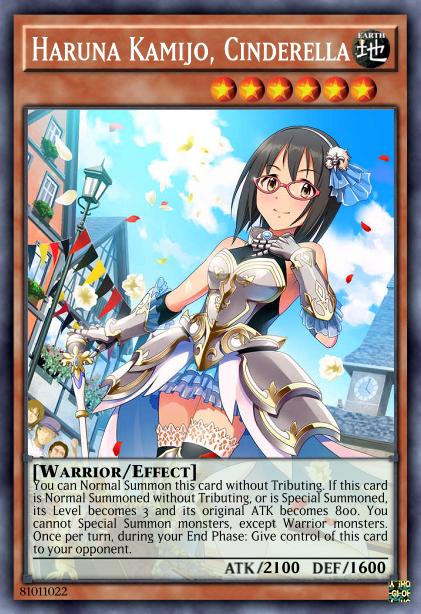 Haruna Kamijo, Cinderella
EARTH
地
[Warrior/Effect]
You can Normal Summon this card without Tributing. If this card
is Normal Summoned without Tributing, or is Special Summoned,
its Level becomes 3 and its original ATK becomes 800. You
cannot Special Summon monsters, except Warrior monsters.
Once per turn, during your End Phase: Give control of this card
to your opponent.
ATK/2100 DEF/1600
81011022